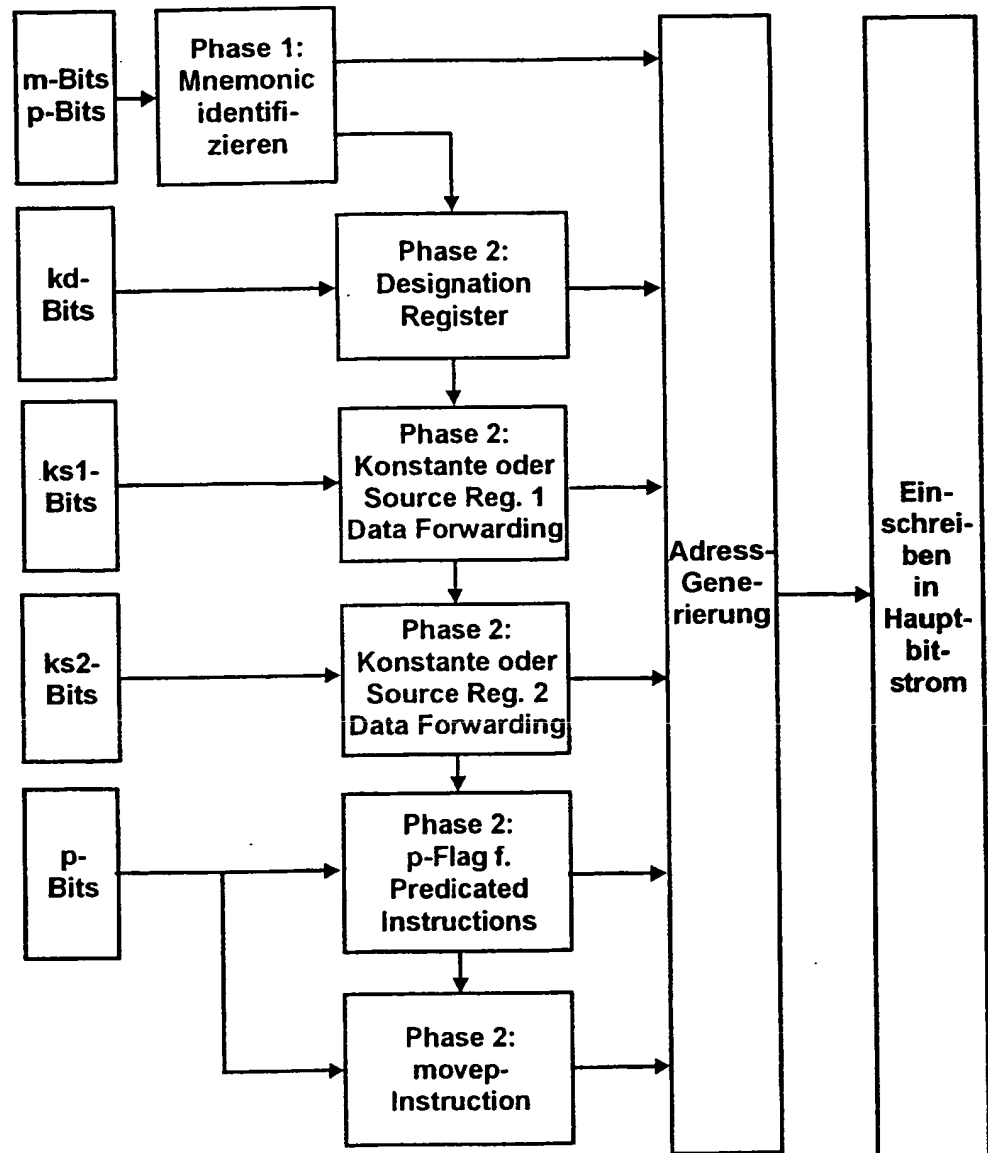 m-Bits
p-Bits
Phase 1:
Mnemonic
identifi-
zieren
kd-
Bits
Phase 2:
Designation
Register
ks1-
Bits
Phase 2:
Konstante oder
Source Reg. 1
Data Forwarding
ks2-
Bits
Phase 2:
Konstante oder
Source Reg. 2
Data Forwarding
p-
Bits
Phase 2:
p-Flag f.
Predicated
Instructions
Phase 2:
movep-
Instruction
Adress-
Gene-
rierung
Ein-
schrei-
ben
in
Haupt-
bit-
strom